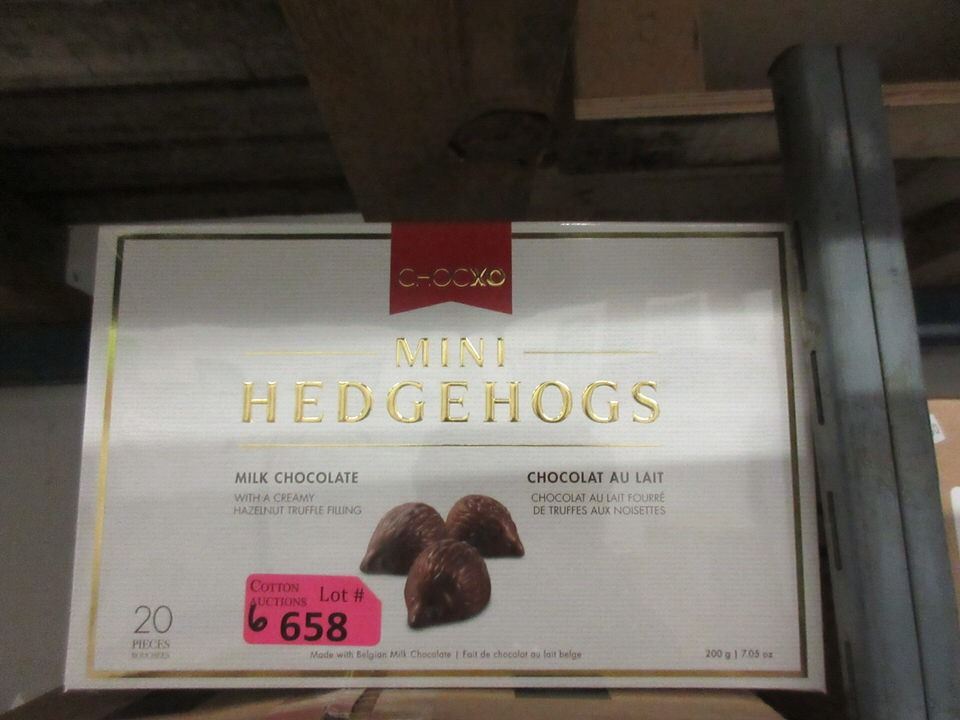 CHOCXO
MINI
HEDGEHOGS
MILK CHOCOLATE
WITH A CREAMY
HAZELNUT TRUFFLE FILLING
CHOCOLAT AU LAIT
CHOCOLAT AU LAIT FOURRÉ
DE TRUFFES AUX NOISETTES
COTTON
AUCTIONS
Lot #
6 658
20
PIECES
BOUCHÉES
Made with Belgian Milk Chocolate | Fait de chocolat au lait belge
200 g | 7.05 oz